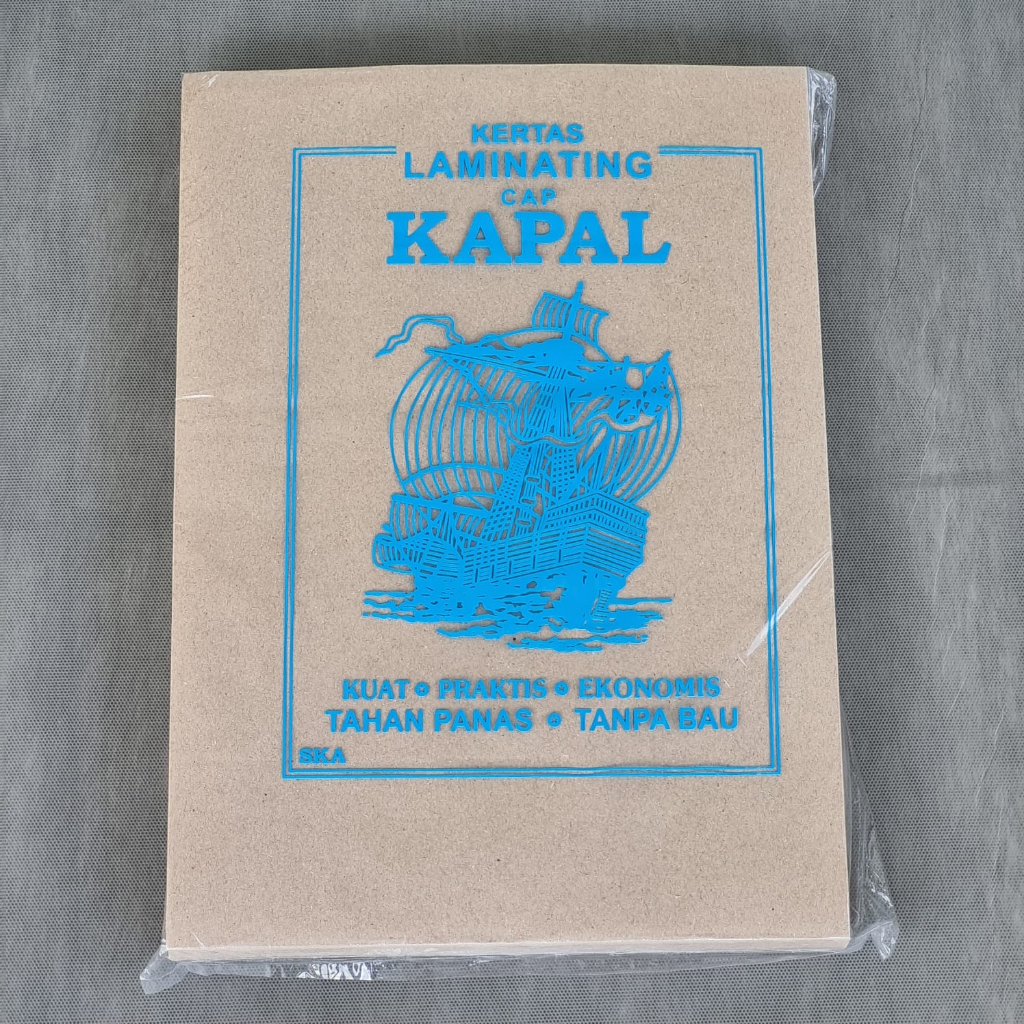 KERTAS
LAMINATING
CAP
KAPAL
KUAT • PRAKTIS • EKONOMIS
TAHAN PANAS • TANPA BAU
SKA